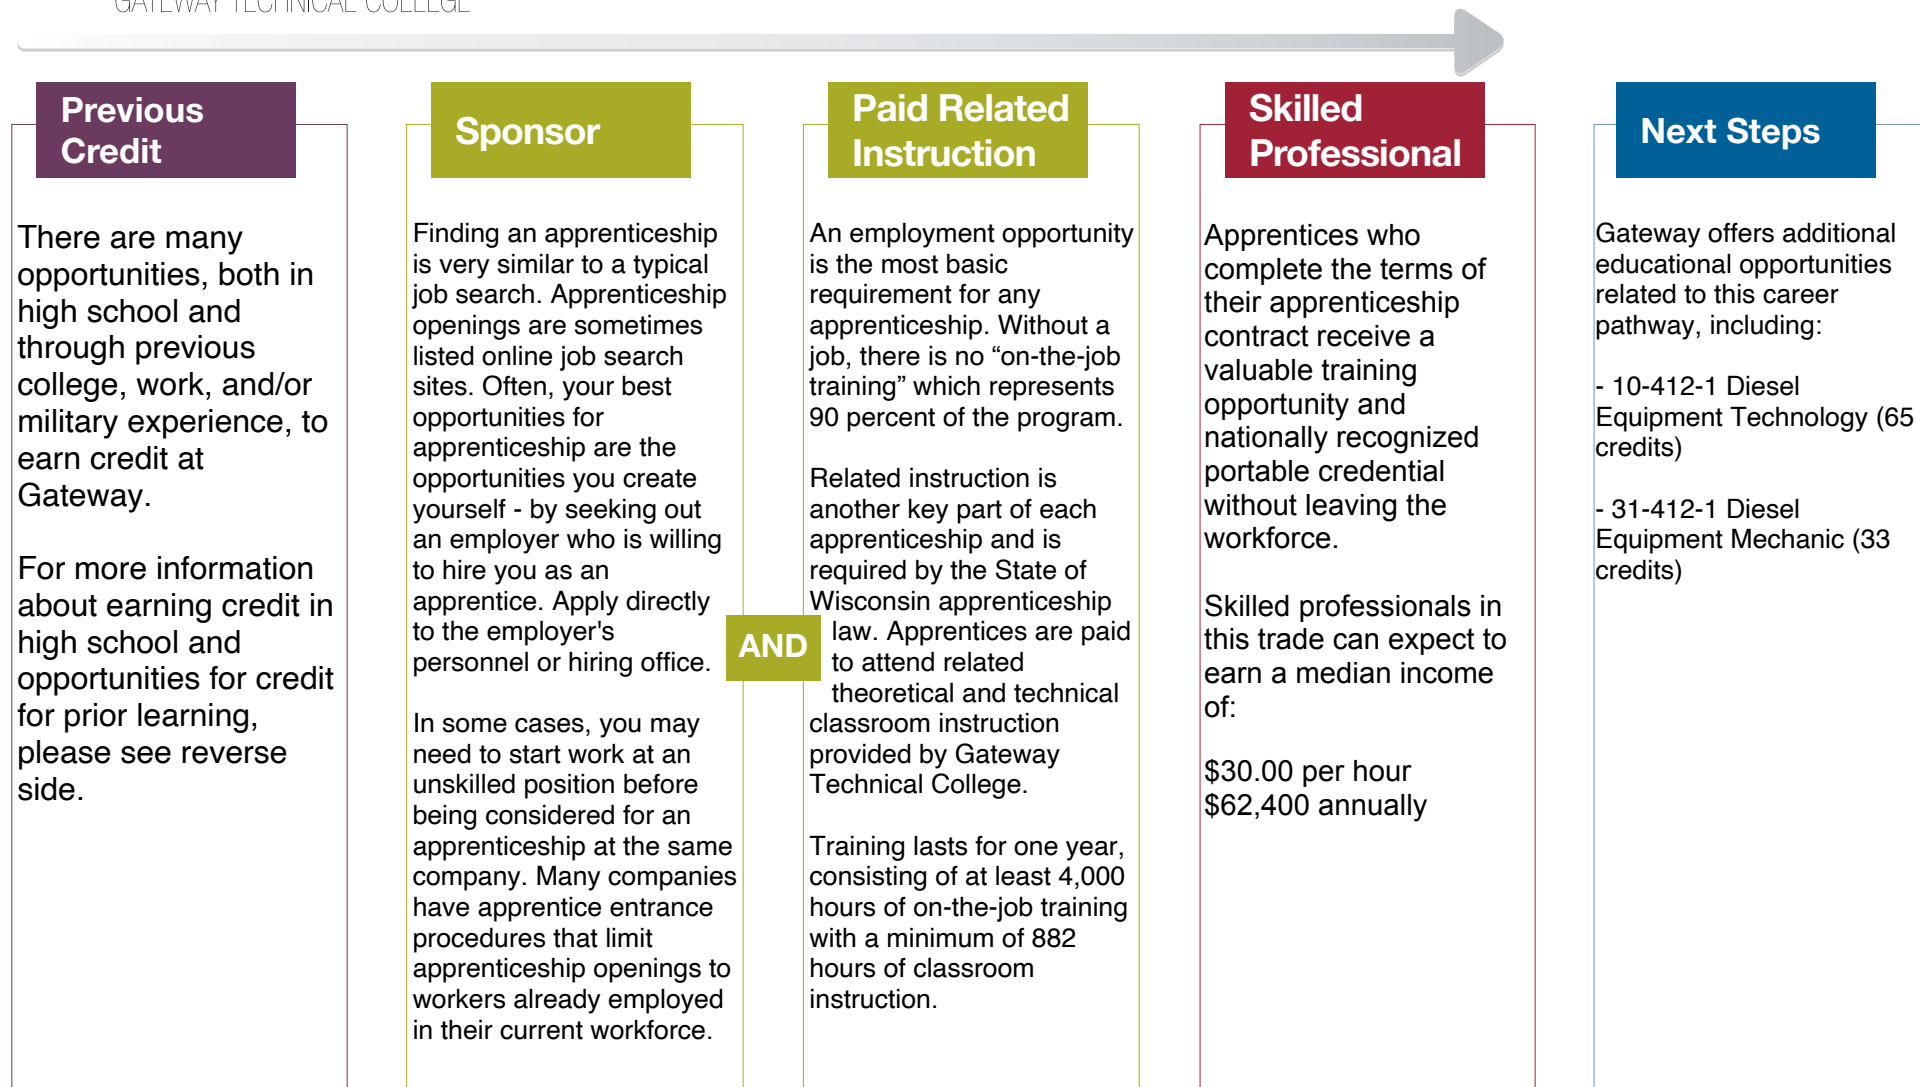 GATEWAY TECHNICAL COLLEGE
Previous
Credit
There are many
opportunities, both in
high school and
through previous
college, work, and/or
military experience, to
earn credit at
Gateway.
For more information
about earning credit in
high school and
opportunities for credit
for prior learning,
please see reverse
side.
Sponsor
Finding an apprenticeship
is very similar to a typical
job search. Apprenticeship
openings are sometimes
listed online job search
sites. Often, your best
opportunities for
apprenticeship are the
opportunities you create
yourself - by seeking out
an employer who is willing
to hire you as an
apprentice. Apply directly
to the employer's
personnel or hiring office.
In some cases, you may
need to start work at an
unskilled position before
being considered for an
apprenticeship at the same
company. Many companies
have apprentice entrance
procedures that limit
apprenticeship openings to
workers already employed
in their current workforce.
AND
Paid Related
Instruction
An employment opportunity
is the most basic
requirement for any
apprenticeship. Without a
job, there is no “on-the-job
training” which represents
90 percent of the program.
Related instruction is
another key part of each
apprenticeship and is
required by the State of
Wisconsin apprenticeship
law. Apprentices are paid
to attend related
theoretical and technical
classroom instruction
provided by Gateway
Technical College.
Training lasts for one year,
consisting of at least 4,000
hours of on-the-job training
with a minimum of 882
hours of classroom
instruction.
Skilled
Professional
Apprentices who
complete the terms of
their apprenticeship
contract receive a
valuable training
opportunity and
nationally recognized
portable credential
without leaving the
workforce.
Skilled professionals in
this trade can expect to
earn a median income
of:
$30.00 per hour
$62,400 annually
Next Steps
Gateway offers additional
educational opportunities
related to this career
pathway, including:
- 10-412-1 Diesel
Equipment Technology (65
credits)
- 31-412-1 Diesel
Equipment Mechanic (33
credits)